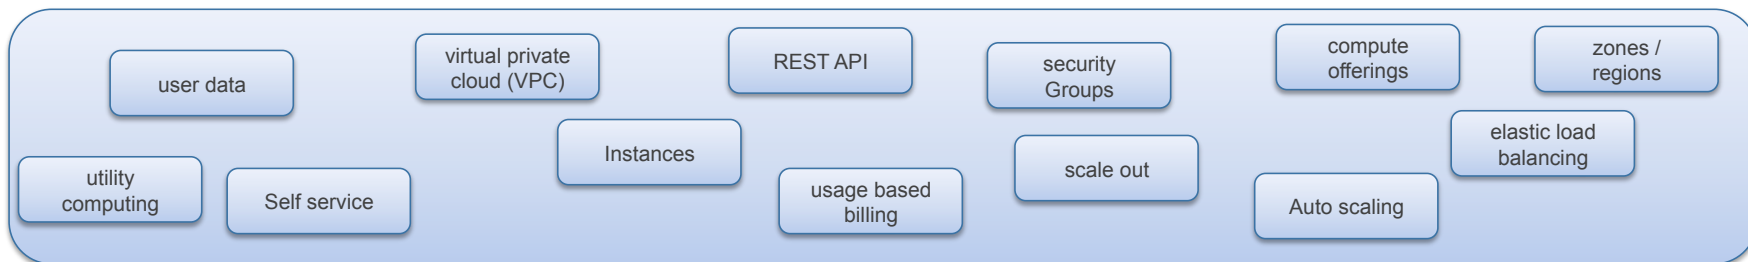 user data
virtual private
cloud (VPC)
REST API
security
Groups
compute
offerings
zones /
regions
Instances
elastic load
balancing
utility
computing
Self service
usage based
billing
scale out
Auto scaling